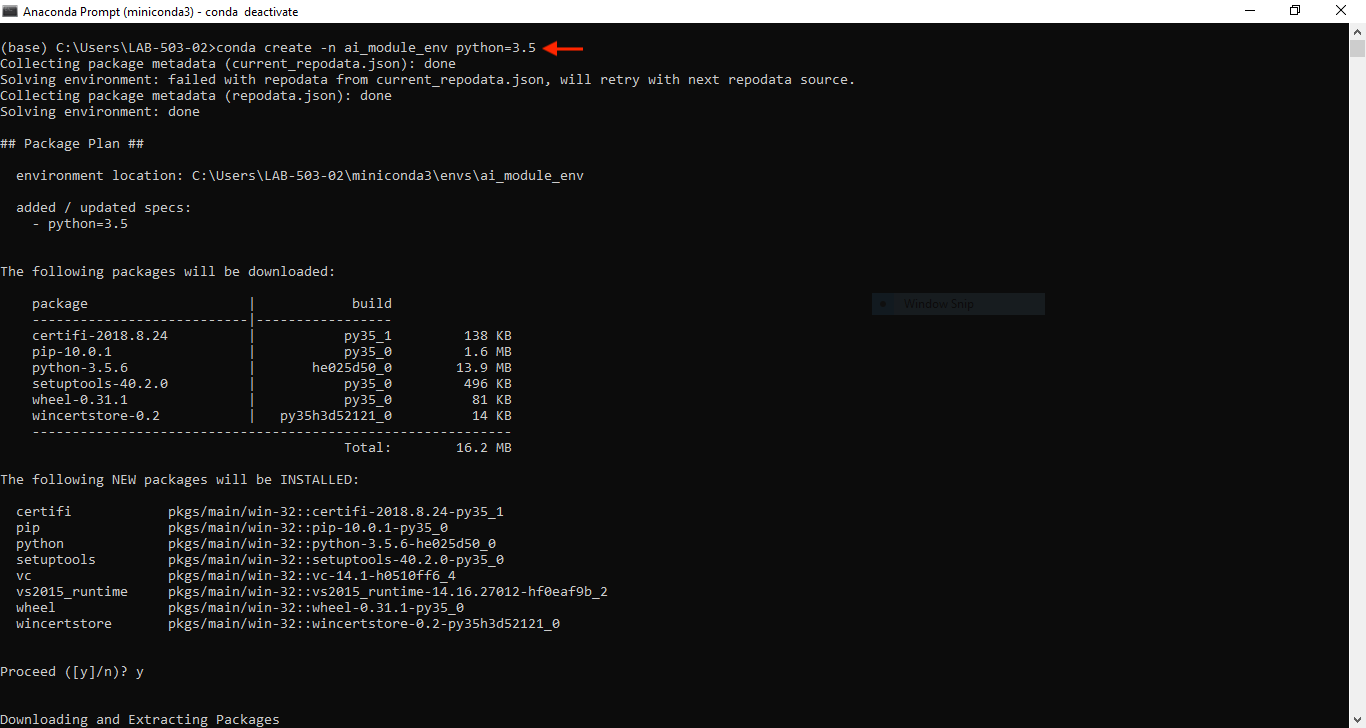 Anaconda Prompt (miniconda3) - conda  deactivate
(base) C:\Users\LAB-503-02>conda create -n ai_module_env python=3.5
Collecting package metadata (current_repodata.json): done
Solving environment: failed with repodata from current_repodata.json, will retry with next repodata source.
Collecting package metadata (repodata.json): done
Solving environment: done
## Package Plan ##
  environment location: C:\Users\LAB-503-02\miniconda3\envs\ai_module_env
  added / updated specs:
    - python=3.5
The following packages will be downloaded:
    package                    |            build
    ---------------------------|-----------------
    certifi-2018.8.24          |           py35_1         138 KB
    pip-10.0.1                 |           py35_0         1.6 MB
    python-3.5.6               |       he025d50_0        13.9 MB
    setuptools-40.2.0          |           py35_0         496 KB
    wheel-0.31.1               |           py35_0          81 KB
    wincertstore-0.2           |   py35h3d52121_0          14 KB
    ------------------------------------------------------------
                                           Total:        16.2 MB
The following NEW packages will be INSTALLED:
  certifi            pkgs/main/win-32::certifi-2018.8.24-py35_1
  pip                pkgs/main/win-32::pip-10.0.1-py35_0
  python             pkgs/main/win-32::python-3.5.6-he025d50_0
  setuptools         pkgs/main/win-32::setuptools-40.2.0-py35_0
  vc                 pkgs/main/win-32::vc-14.1-h0510ff6_4
  vs2015_runtime     pkgs/main/win-32::vs2015_runtime-14.16.27012-hf0eaf9b_2
  wheel              pkgs/main/win-32::wheel-0.31.1-py35_0
  wincertstore       pkgs/main/win-32::wincertstore-0.2-py35h3d52121_0
Proceed ([y]/n)? y
Downloading and Extracting Packages
Window Snip